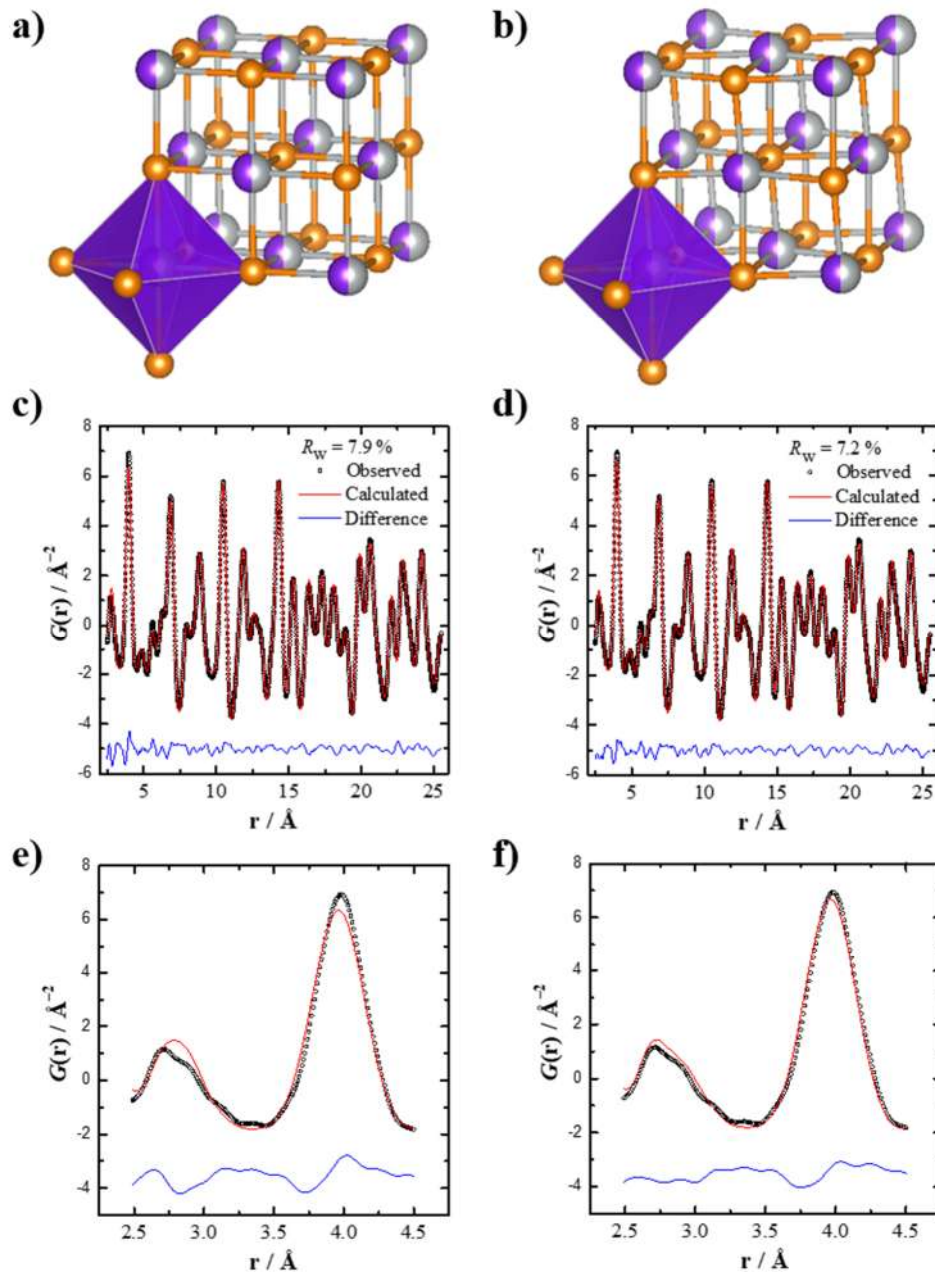 a)
b)
c)
d)
8
6
4
2
0
-2
-4
-6
G(r) / Å⁻²
R_W = 7.9 %
Observed
Calculated
Difference
5
10
15
20
25
r / Å
8
6
4
2
0
-2
-4
-6
G(r) / Å⁻²
R_W = 7.2 %
Observed
Calculated
Difference
5
10
15
20
25
r / Å
e)
f)
8
6
4
2
0
-2
-4
G(r) / Å⁻²
2.5
3.0
3.5
4.0
4.5
r / Å
8
6
4
2
0
-2
-4
G(r) / Å⁻²
2.5
3.0
3.5
4.0
4.5
r / Å